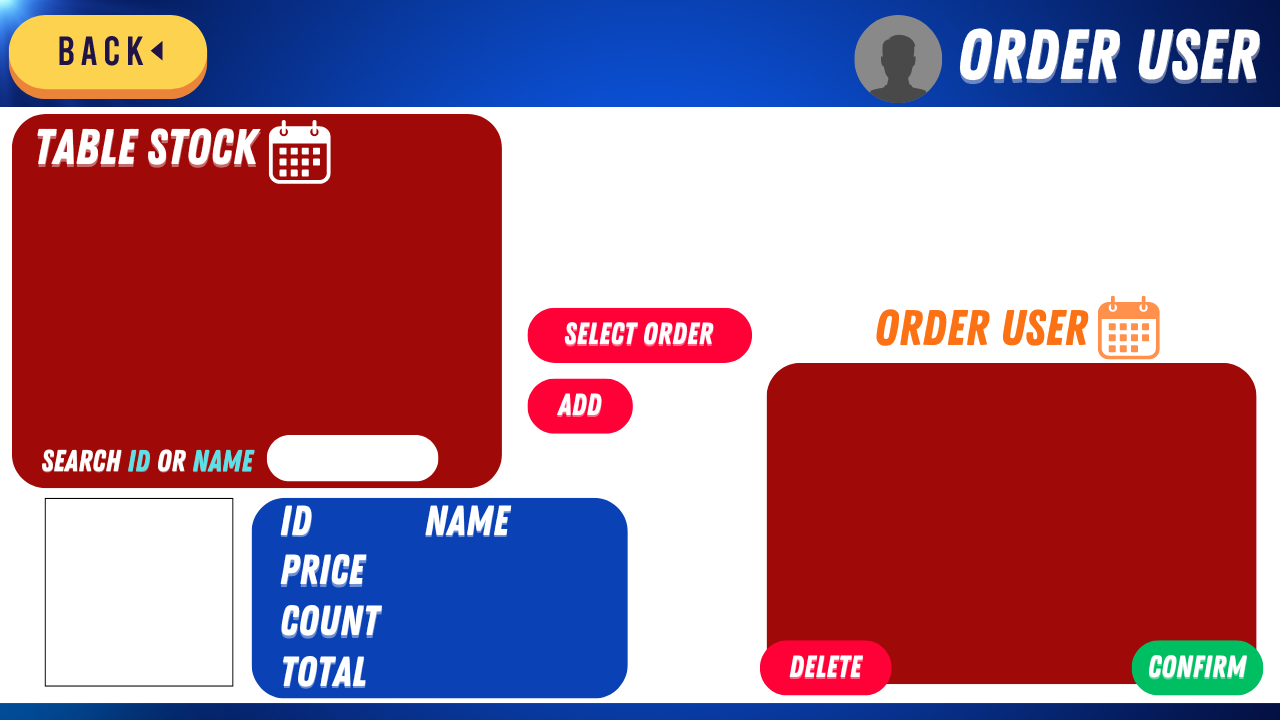 BACK
ORDER USER
TABLE STOCK
SEARCH ID OR NAME
SELECT ORDER
ADD
ORDER USER
ID NAME
PRICE
COUNT
TOTAL
DELETE
CONFIRM